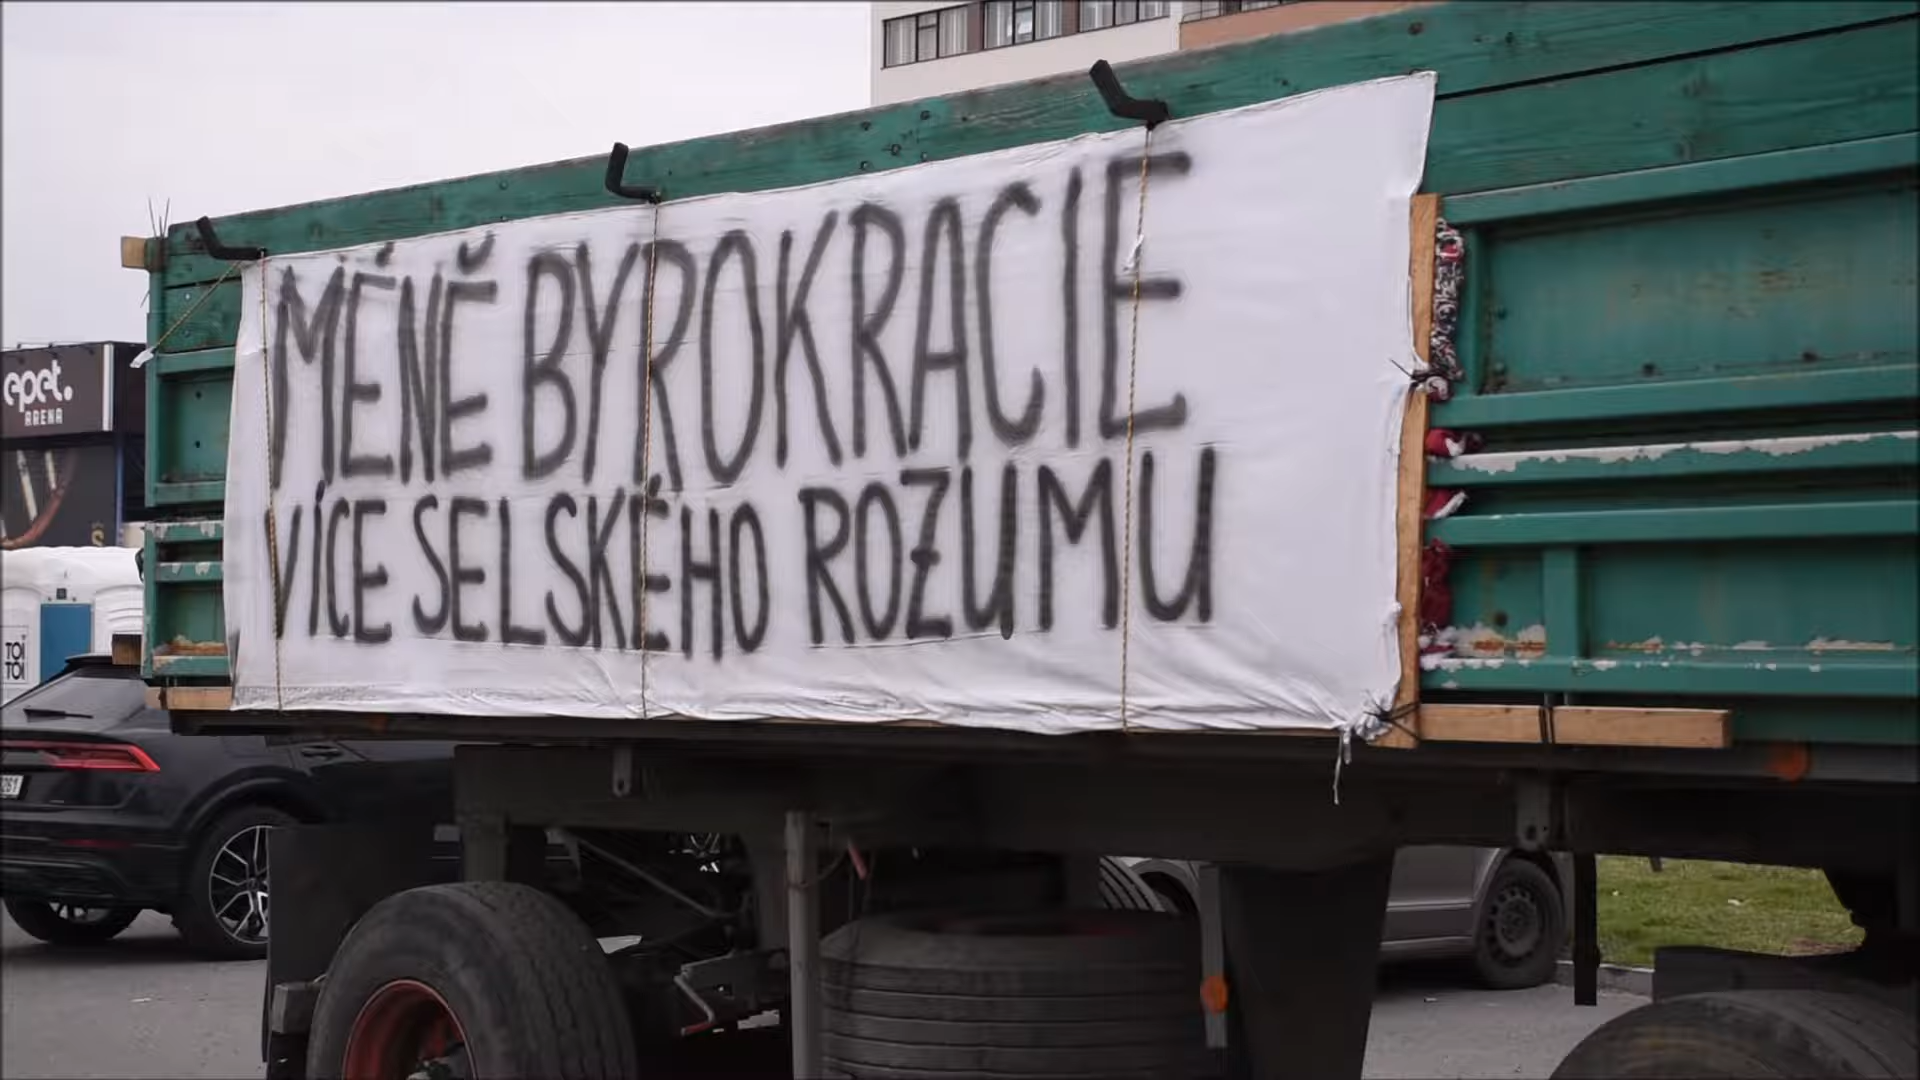 MÉNĚ BYROKRACIE
VÍCE SELSKÉHO ROZUMU
epet.
ARENA
TOI
TOI